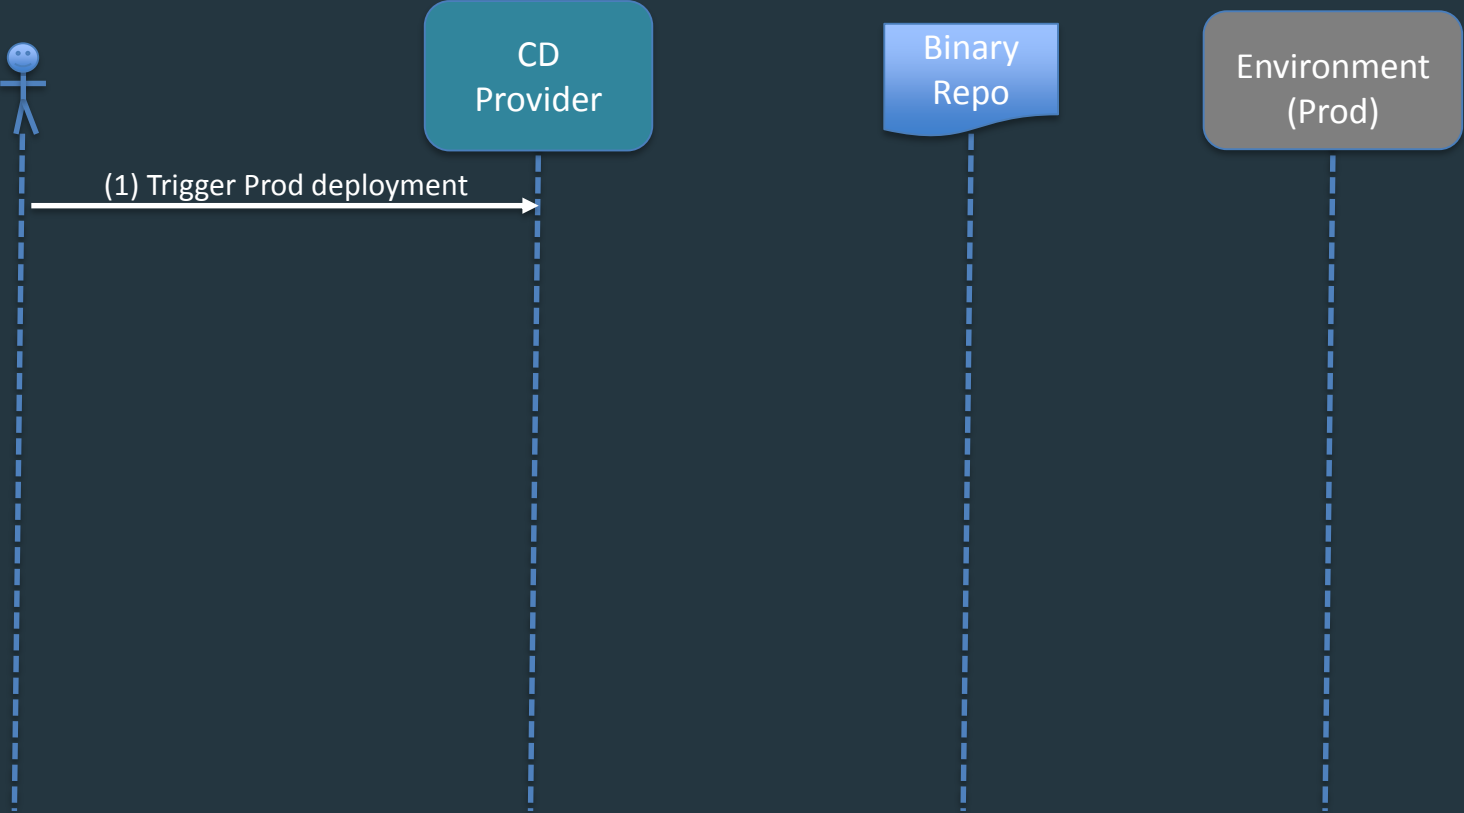 CD
Provider
Binary
Repo
Environment
(Prod)
(1) Trigger Prod deployment